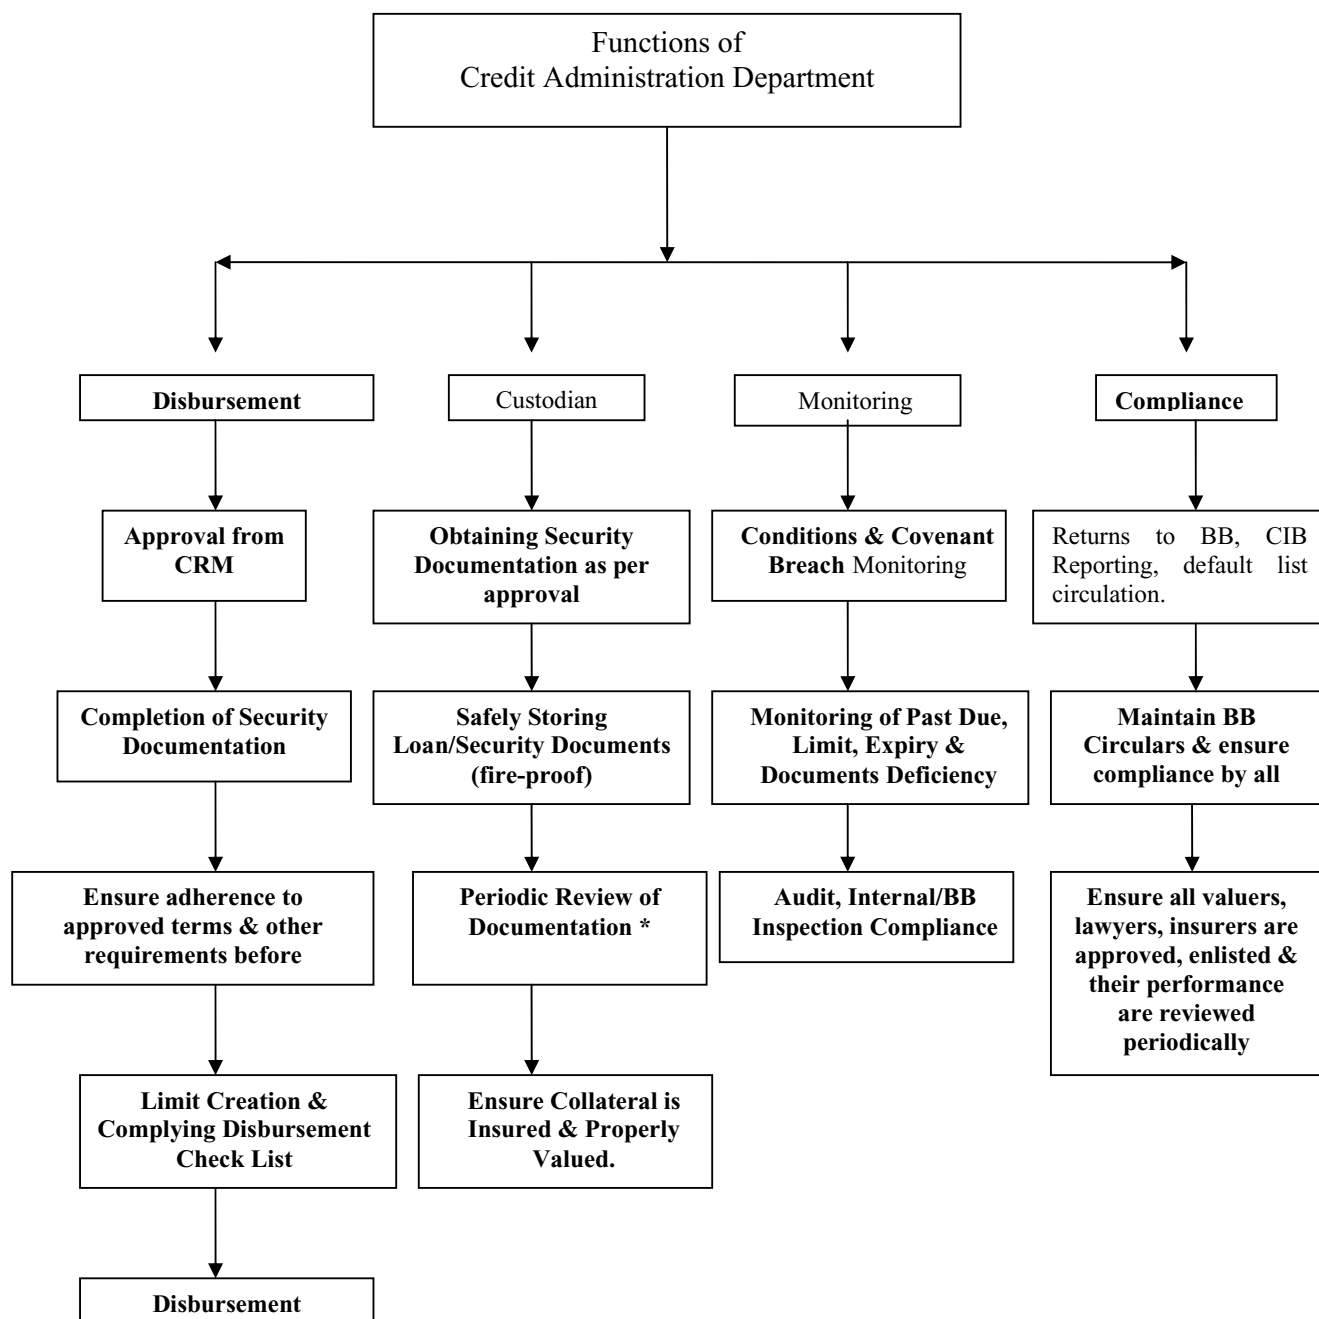 Functions of
Credit Administration Department
Disbursement
Custodian
Monitoring
Compliance
Approval from
CRM
Obtaining Security
Documentation as per
approval
Conditions & Covenant
Breach Monitoring
Returns to BB, CIB
Reporting, default list
circulation.
Completion of Security
Documentation
Safely Storing
Loan/Security Documents
(fire-proof)
Monitoring of Past Due,
Limit, Expiry &
Documents Deficiency
Maintain BB
Circulars & ensure
compliance by all
Ensure adherence to
approved terms & other
requirements before
Periodic Review of
Documentation *
Audit, Internal/BB
Inspection Compliance
Ensure all valuers,
lawyers, insurers are
approved, enlisted &
their performance
are reviewed
periodically
Limit Creation &
Complying Disbursement
Check List
Ensure Collateral is
Insured & Properly
Valued.
Disbursement